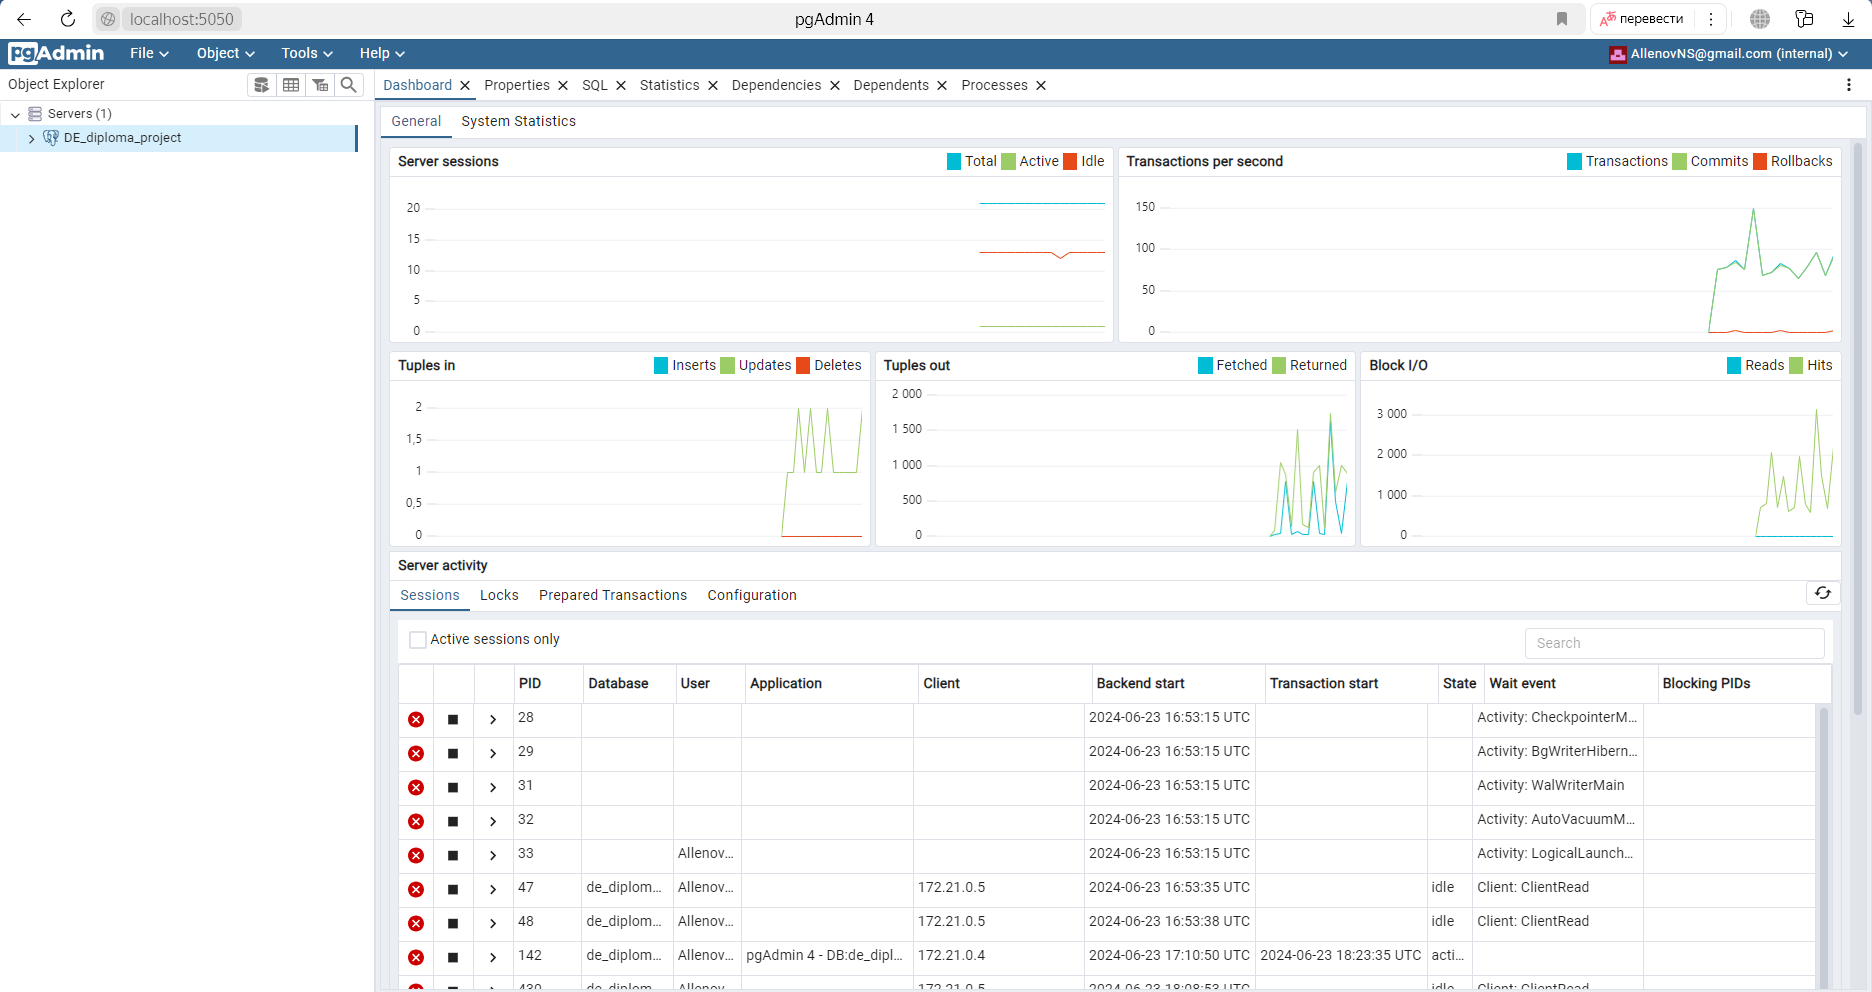 localhost:5050
pgAdmin 4
перевести
pgAdmin
File
Object
Tools
Help
AllenovNS@gmail.com (internal)
Object Explorer
Dashboard
Properties
SQL
Statistics
Dependencies
Dependents
Processes
Servers (1)
DE_diploma_project
General
System Statistics
Server sessions
Total Active Idle
20
15
10
5
0
Transactions per second
Transactions Commits Rollbacks
150
100
50
0
Tuples in
Inserts Updates Deletes
2
1,5
1
0,5
0
Tuples out
Fetched Returned
2 000
1 500
1 000
500
0
Block I/O
Reads Hits
3 000
2 000
1 000
0
Server activity
Sessions Locks Prepared Transactions Configuration
Active sessions only
Search
PID Database User Application Client Backend start Transaction start State Wait event Blocking PIDs
28 2024-06-23 16:53:15 UTC Activity: CheckpointerM...
29 2024-06-23 16:53:15 UTC Activity: BgWriterHibern...
31 2024-06-23 16:53:15 UTC Activity: WalWriterMain
32 2024-06-23 16:53:15 UTC Activity: AutoVacuumM...
33 Allenov... 2024-06-23 16:53:15 UTC Activity: LogicalLaunch...
47 de_diplom... Allenov... 172.21.0.5 2024-06-23 16:53:35 UTC idle Client: ClientRead
48 de_diplom... Allenov... 172.21.0.5 2024-06-23 16:53:38 UTC idle Client: ClientRead
142 de_diplom... Allenov... pgAdmin 4 - DB:de_dipl... 172.21.0.4 2024-06-23 17:10:50 UTC 2024-06-23 18:23:35 UTC acti...
de_diplom... Allenov... 172.21.0.5 idle Client: ClientRead